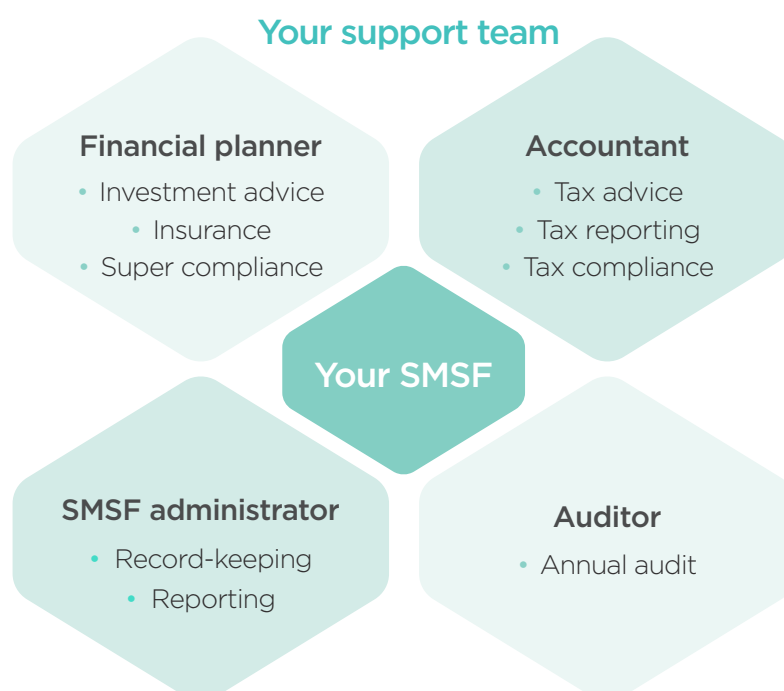 Your support team
Financial planner
• Investment advice
• Insurance
• Super compliance
Accountant
• Tax advice
• Tax reporting
• Tax compliance
Your SMSF
SMSF administrator
• Record-keeping
• Reporting
Auditor
• Annual audit